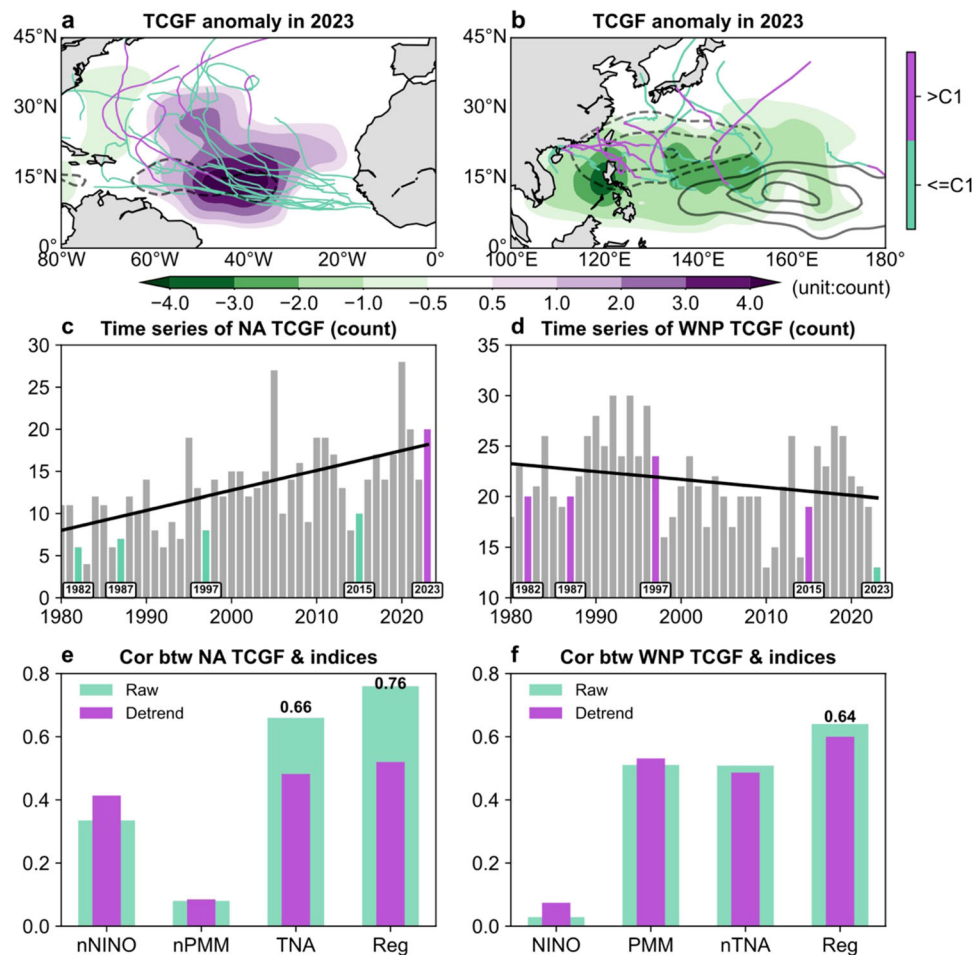 a TCGF anomaly in 2023
b TCGF anomaly in 2023
45°N
30°N
15°N
0°
80°W 60°W 40°W 20°W 0°
45°N
30°N
15°N
0°
100°E 120°E 140°E 160°E 180°
>C1
<=C1
−4.0 −3.0 −2.0 −1.0 −0.5 0.5 1.0 2.0 3.0 4.0 (unit:count)
c Time series of NA TCGF (count)
30
25
20
15
10
5
0
1982 1987 1997 2015 2023
1980 1990 2000 2010 2020
d Time series of WNP TCGF (count)
35
30
25
20
15
10
1982 1987 1997 2015 2023
1980 1990 2000 2010 2020
e Cor btw NA TCGF & indices
0.8
0.6
0.4
0.2
0.0
Raw
Detrend
0.66
0.76
nNINO nPMM TNA Reg
f Cor btw WNP TCGF & indices
0.8
0.6
0.4
0.2
0.0
Raw
Detrend
0.64
NINO PMM nTNA Reg